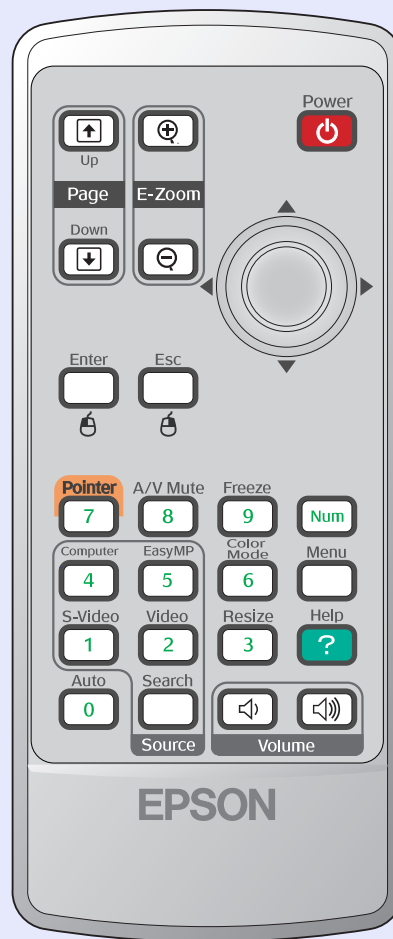 Power
Up
Page E-Zoom
Down
Enter Esc
Pointer A/V Mute Freeze
7 8 9 Num
Computer EasyMP Color Mode Menu
4 5 6
S-Video Video Resize Help
1 2 3 ?
Auto Search
0
Source Volume
EPSON